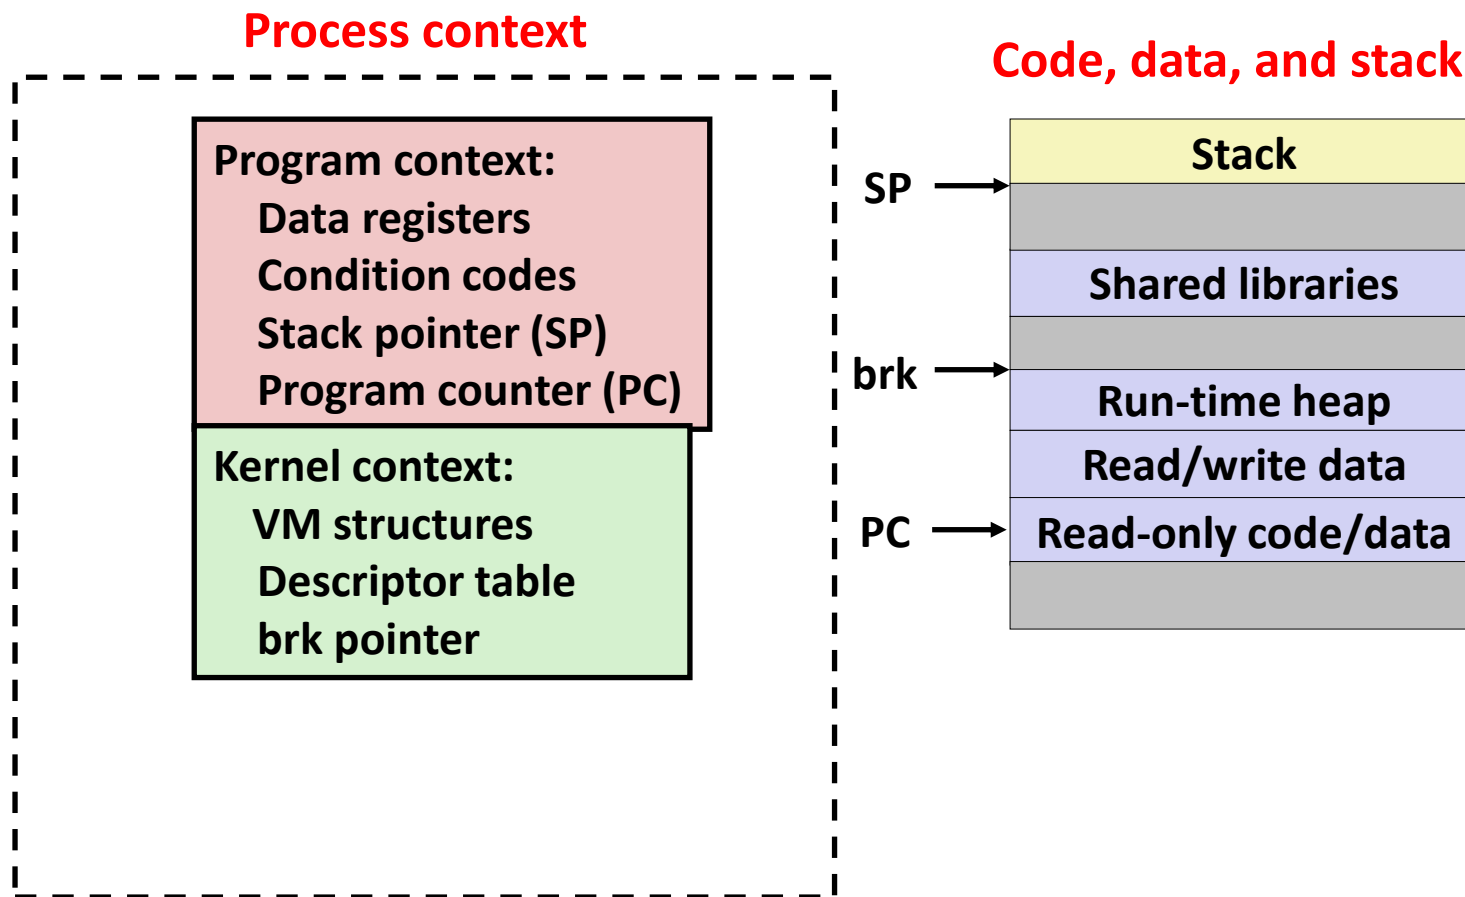 Process context
Program context:
Data registers
Condition codes
Stack pointer (SP)
Program counter (PC)
Kernel context:
VM structures
Descriptor table
brk pointer
Code, data, and stack
Stack
SP
Shared libraries
brk
Run-time heap
Read/write data
PC
Read-only code/data